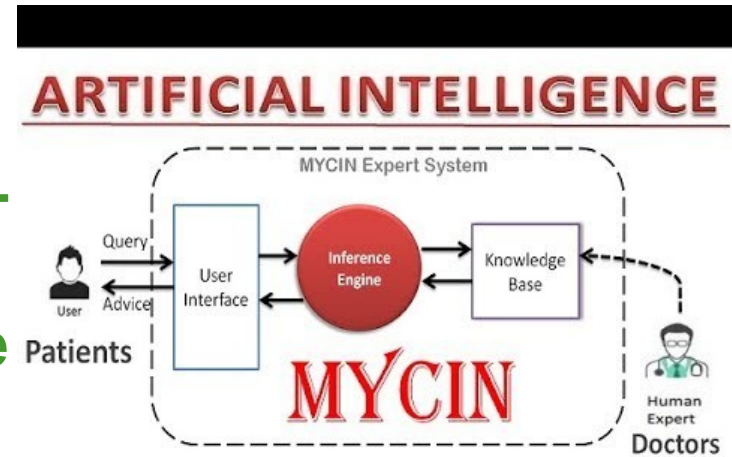 ARTIFICIAL INTELLIGENCE
MYCIN Expert System
Query
Advice
User
Patients
User
Interface
Inference
Engine
Knowledge
Base
MYCIN
Human
Expert
Doctors